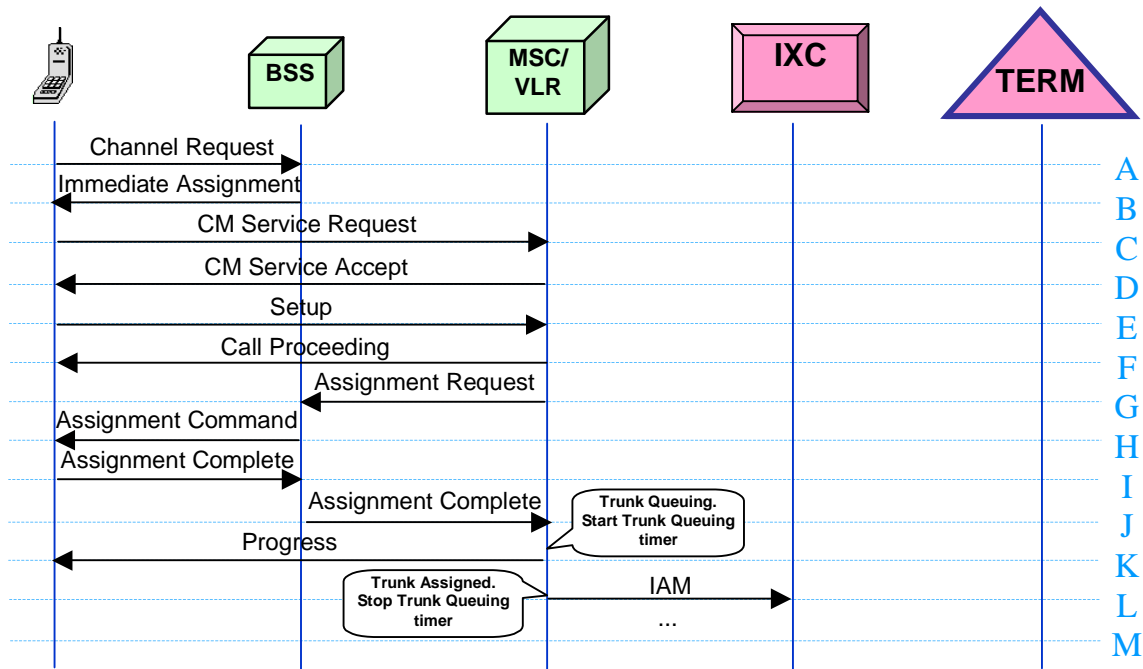 BSS
MSC/
VLR
IXC
TERM
Channel Request
A
Immediate Assignment
B
CM Service Request
C
CM Service Accept
D
Setup
E
Call Proceeding
F
Assignment Request
G
Assignment Command
H
Assignment Complete
I
Assignment Complete
Trunk Queuing.
Start Trunk Queuing
timer
J
Progress
K
Trunk Assigned.
Stop Trunk Queuing
timer
IAM
L
...
M